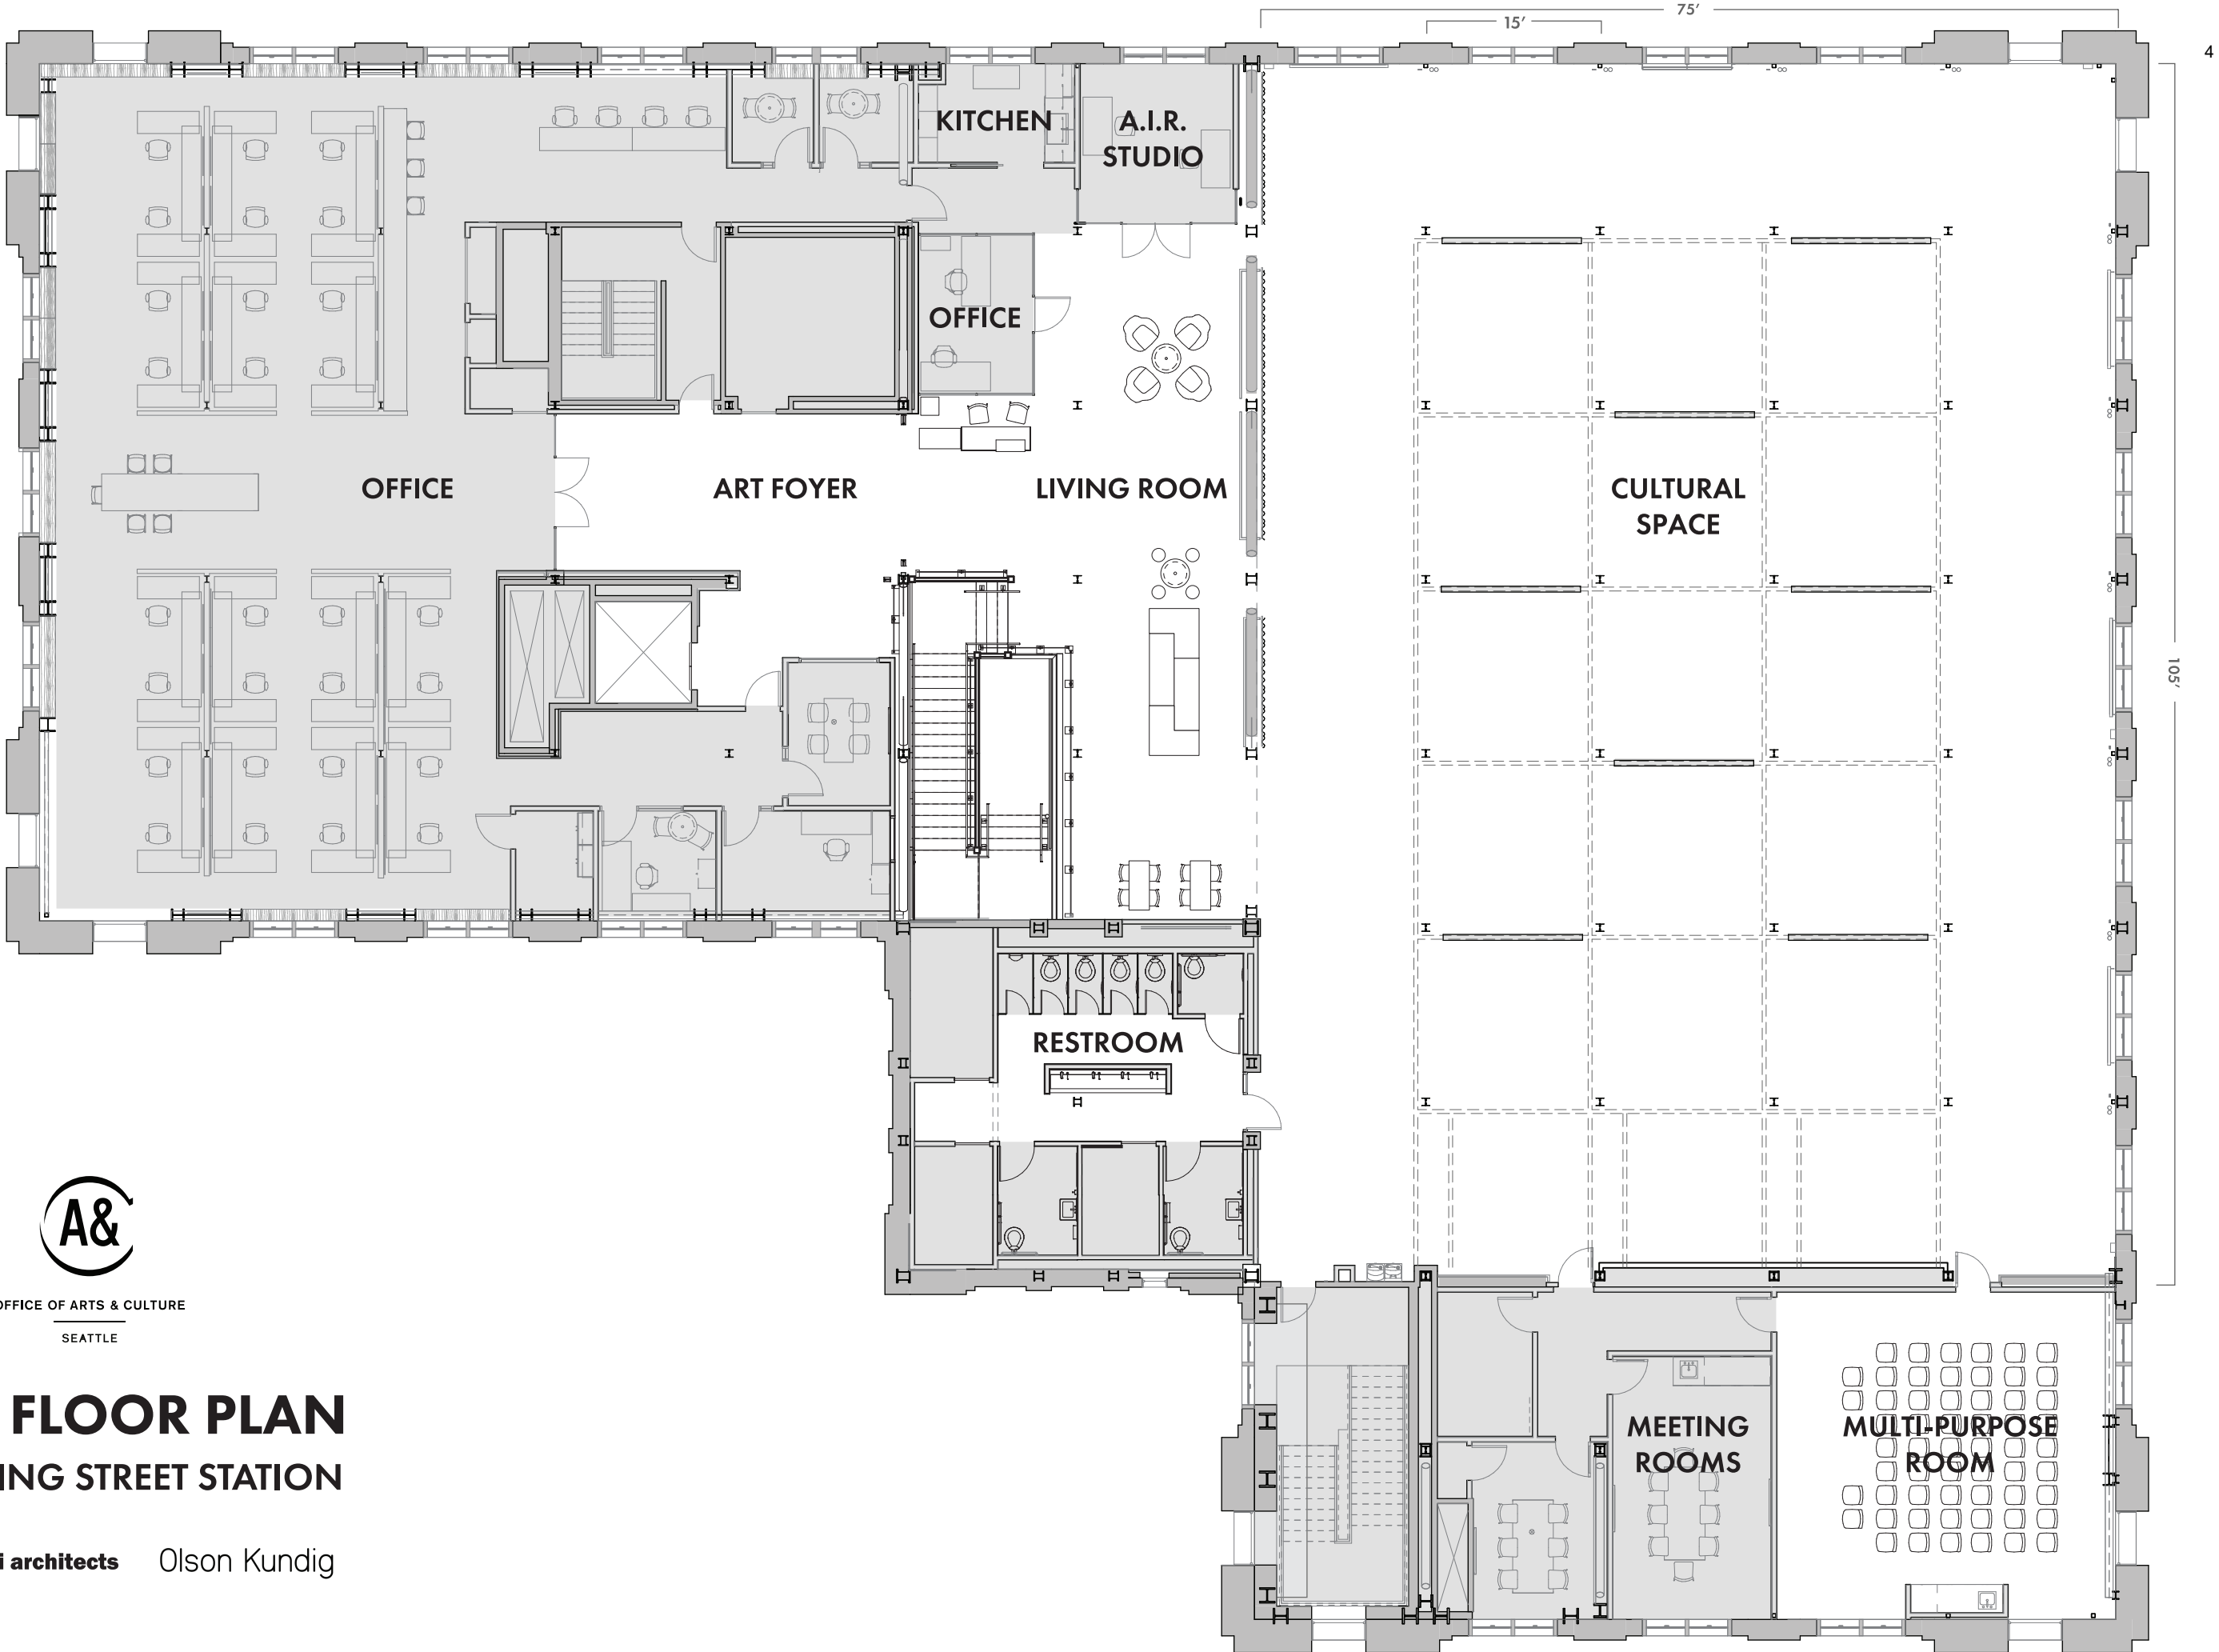 75′
15′
4
KITCHEN
A.I.R.
STUDIO
OFFICE
OFFICE
ART FOYER
LIVING ROOM
CULTURAL
SPACE
105′
RESTROOM
A&
OFFICE OF ARTS & CULTURE
SEATTLE
FLOOR PLAN
ING STREET STATION
i architects
Olson Kundig
MEETING
ROOMS
MULTI-PURPOSE
ROOM